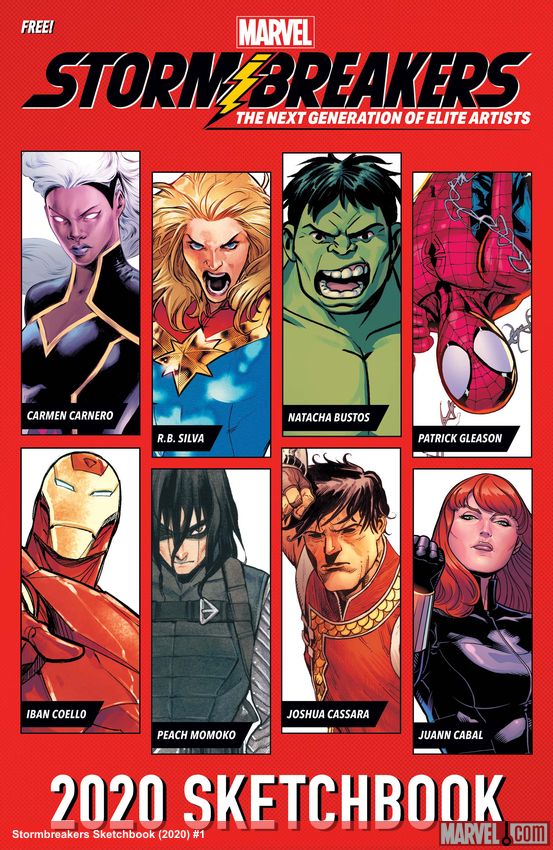 FREE!
MARVEL
STORMBREAKERS
THE NEXT GENERATION OF ELITE ARTISTS
CARMEN CARNERO
R.B. SILVA
NATACHA BUSTOS
PATRICK GLEASON
IBAN COELLO
PEACH MOMOKO
JOSHUA CASSARA
JUANN CABAL
2020 SKETCHBOOK
Stormbreakers Sketchbook (2020) #1
MARVEL.com